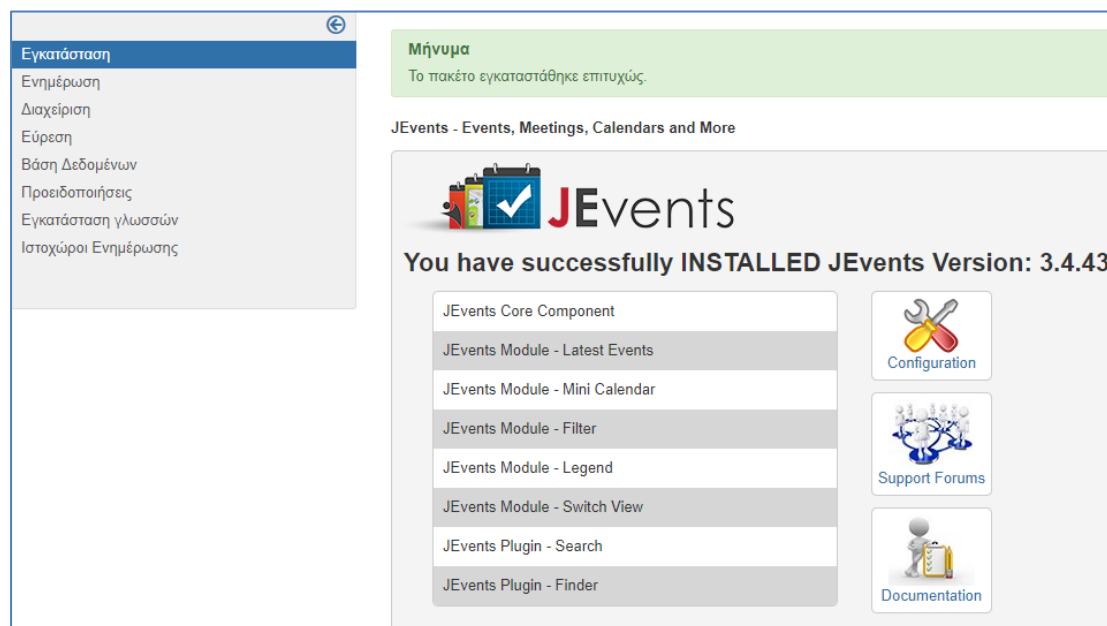 Εγκατάσταση
Ενημέρωση
Διαχείριση
Εύρεση
Βάση Δεδομένων
Προειδοποιήσεις
Εγκατάσταση γλωσσών
Ιστοχώροι Ενημέρωσης
Μήνυμα
Το πακέτο εγκαταστάθηκε επιτυχώς.
JEvents - Events, Meetings, Calendars and More
JEvents
You have successfully INSTALLED JEvents Version: 3.4.43
JEvents Core Component
JEvents Module - Latest Events
JEvents Module - Mini Calendar
JEvents Module - Filter
JEvents Module - Legend
JEvents Module - Switch View
JEvents Plugin - Search
JEvents Plugin - Finder
Configuration
Support Forums
Documentation